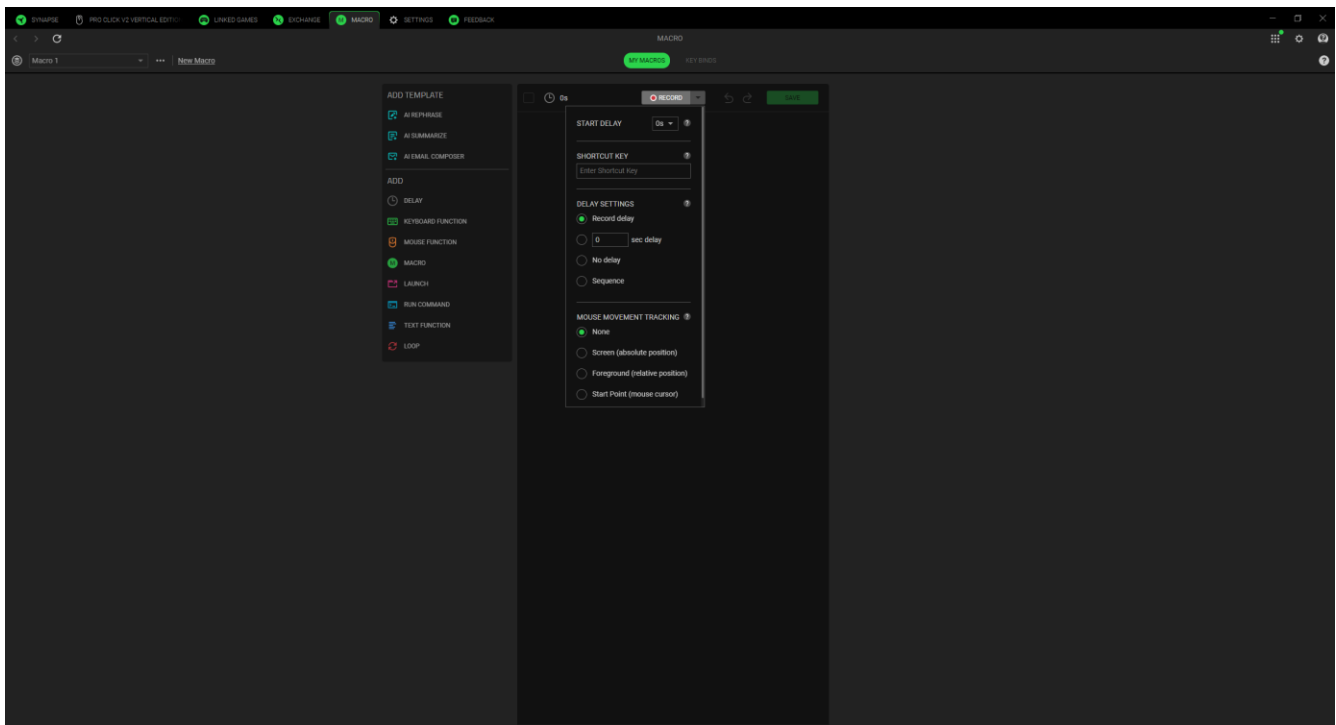 SYNAPSE PRO CLICK V2 VERTICAL EDITIO LINKED GAMES EXCHANGE MACRO SETTINGS FEEDBACK
MACRO
Macro 1 New Macro MY MACROS KEY BINDS
ADD TEMPLATE
AI REPHRASE
AI SUMMARIZE
AI EMAIL COMPOSER
ADD
DELAY
KEYBOARD FUNCTION
MOUSE FUNCTION
MACRO
LAUNCH
RUN COMMAND
TEXT FUNCTION
LOOP
0s RECORD SAVE
START DELAY 0s
SHORTCUT KEY
Enter Shortcut Key
DELAY SETTINGS
Record delay
0 sec delay
No delay
Sequence
MOUSE MOVEMENT TRACKING
None
Screen (absolute position)
Foreground (relative position)
Start Point (mouse cursor)